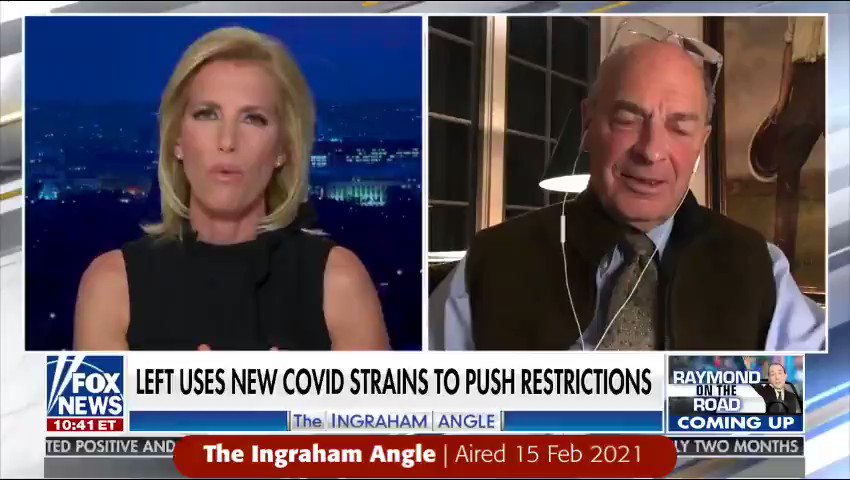 LEFT USES NEW COVID STRAINS TO PUSH RESTRICTIONS
FOX
NEWS
10:41 ET
The INGRAHAM ANGLE
RAYMOND
ON THE
ROAD
COMING UP
TED POSITIVE AND
LY TWO MONTHS
The Ingraham Angle | Aired 15 Feb 2021